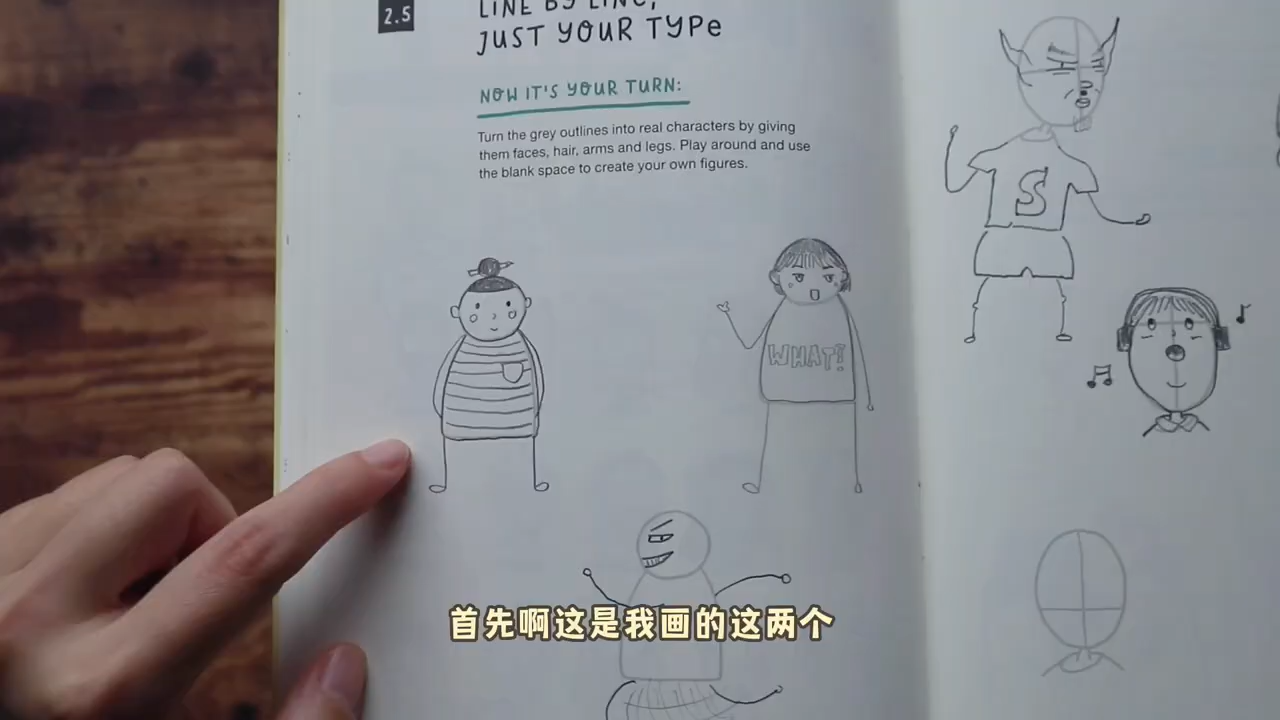 2.5
LINE BY LINE,
JUST YOUR TYPE
NOW IT'S YOUR TURN:
Turn the grey outlines into real characters by giving
them faces, hair, arms and legs. Play around and use
the blank space to create your own figures.
S
WHAT?
首先啊这是我画的这两个